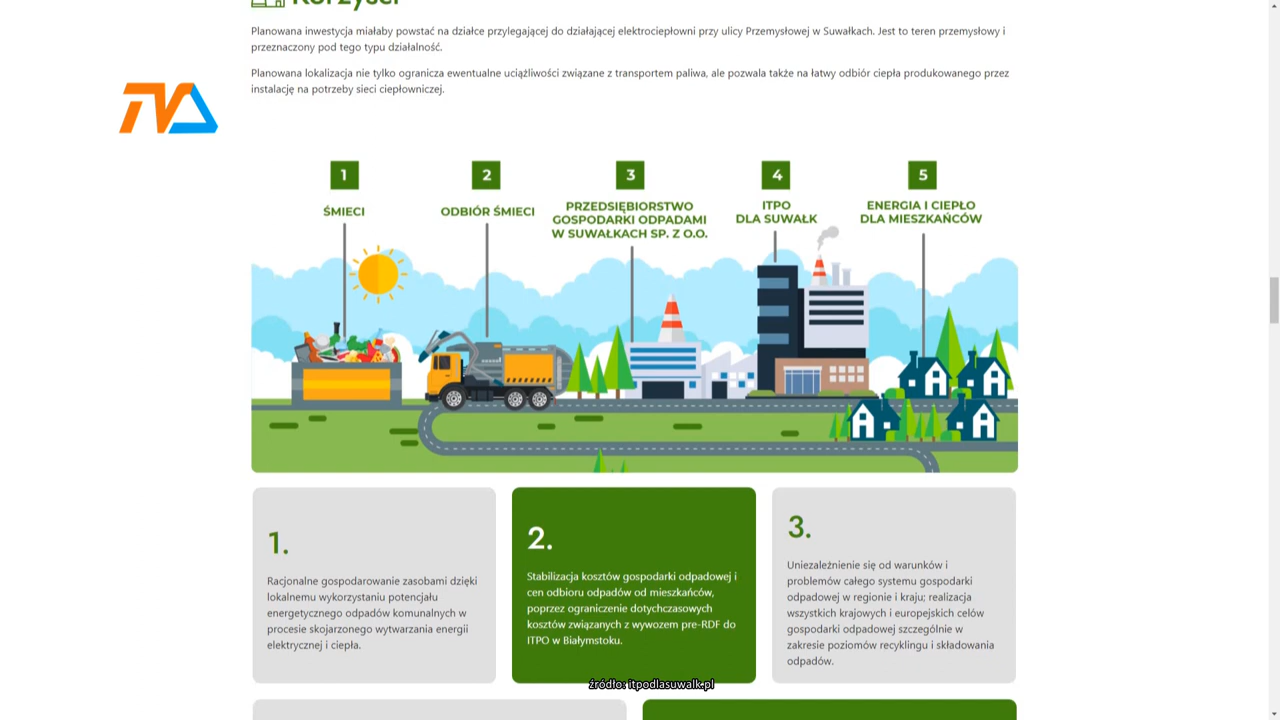 Korzyści
Planowana inwestycja miałaby powstać na działce przylegającej do działającej elektrociepłowni przy ulicy Przemysłowej w Suwałkach. Jest to teren przemysłowy i
przeznaczony pod tego typu działalność.
Planowana lokalizacja nie tylko ogranicza ewentualne uciążliwości związane z transportem paliwa, ale pozwala także na łatwy odbiór ciepła produkowanego przez
instalację na potrzeby sieci ciepłowniczej.
TVA
1
ŚMIECI
2
ODBIÓR ŚMIECI
3
PRZEDSIĘBIORSTWO
GOSPODARKI ODPADAMI
W SUWAŁKACH SP. Z O.O.
4
ITPO
DLA SUWAŁK
5
ENERGIA I CIEPŁO
DLA MIESZKAŃCÓW
1.
Racjonalne gospodarowanie zasobami dzięki
lokalnemu wykorzystaniu potencjału
energetycznego odpadów komunalnych w
procesie skojarzonego wytwarzania energii
elektrycznej i ciepła.
2.
Stabilizacja kosztów gospodarki odpadowej i
cen odbioru odpadów od mieszkańców,
poprzez ograniczenie dotychczasowych
kosztów związanych z wywozem pre-RDF do
ITPO w Białymstoku.
3.
Uniezależnienie się od warunków i
problemów całego systemu gospodarki
odpadowej w regionie i kraju; realizacja
wszystkich krajowych i europejskich celów
gospodarki odpadowej szczególnie w
zakresie poziomów recyklingu i składowania
odpadów.
źródło: itpodlasuwalk.pl